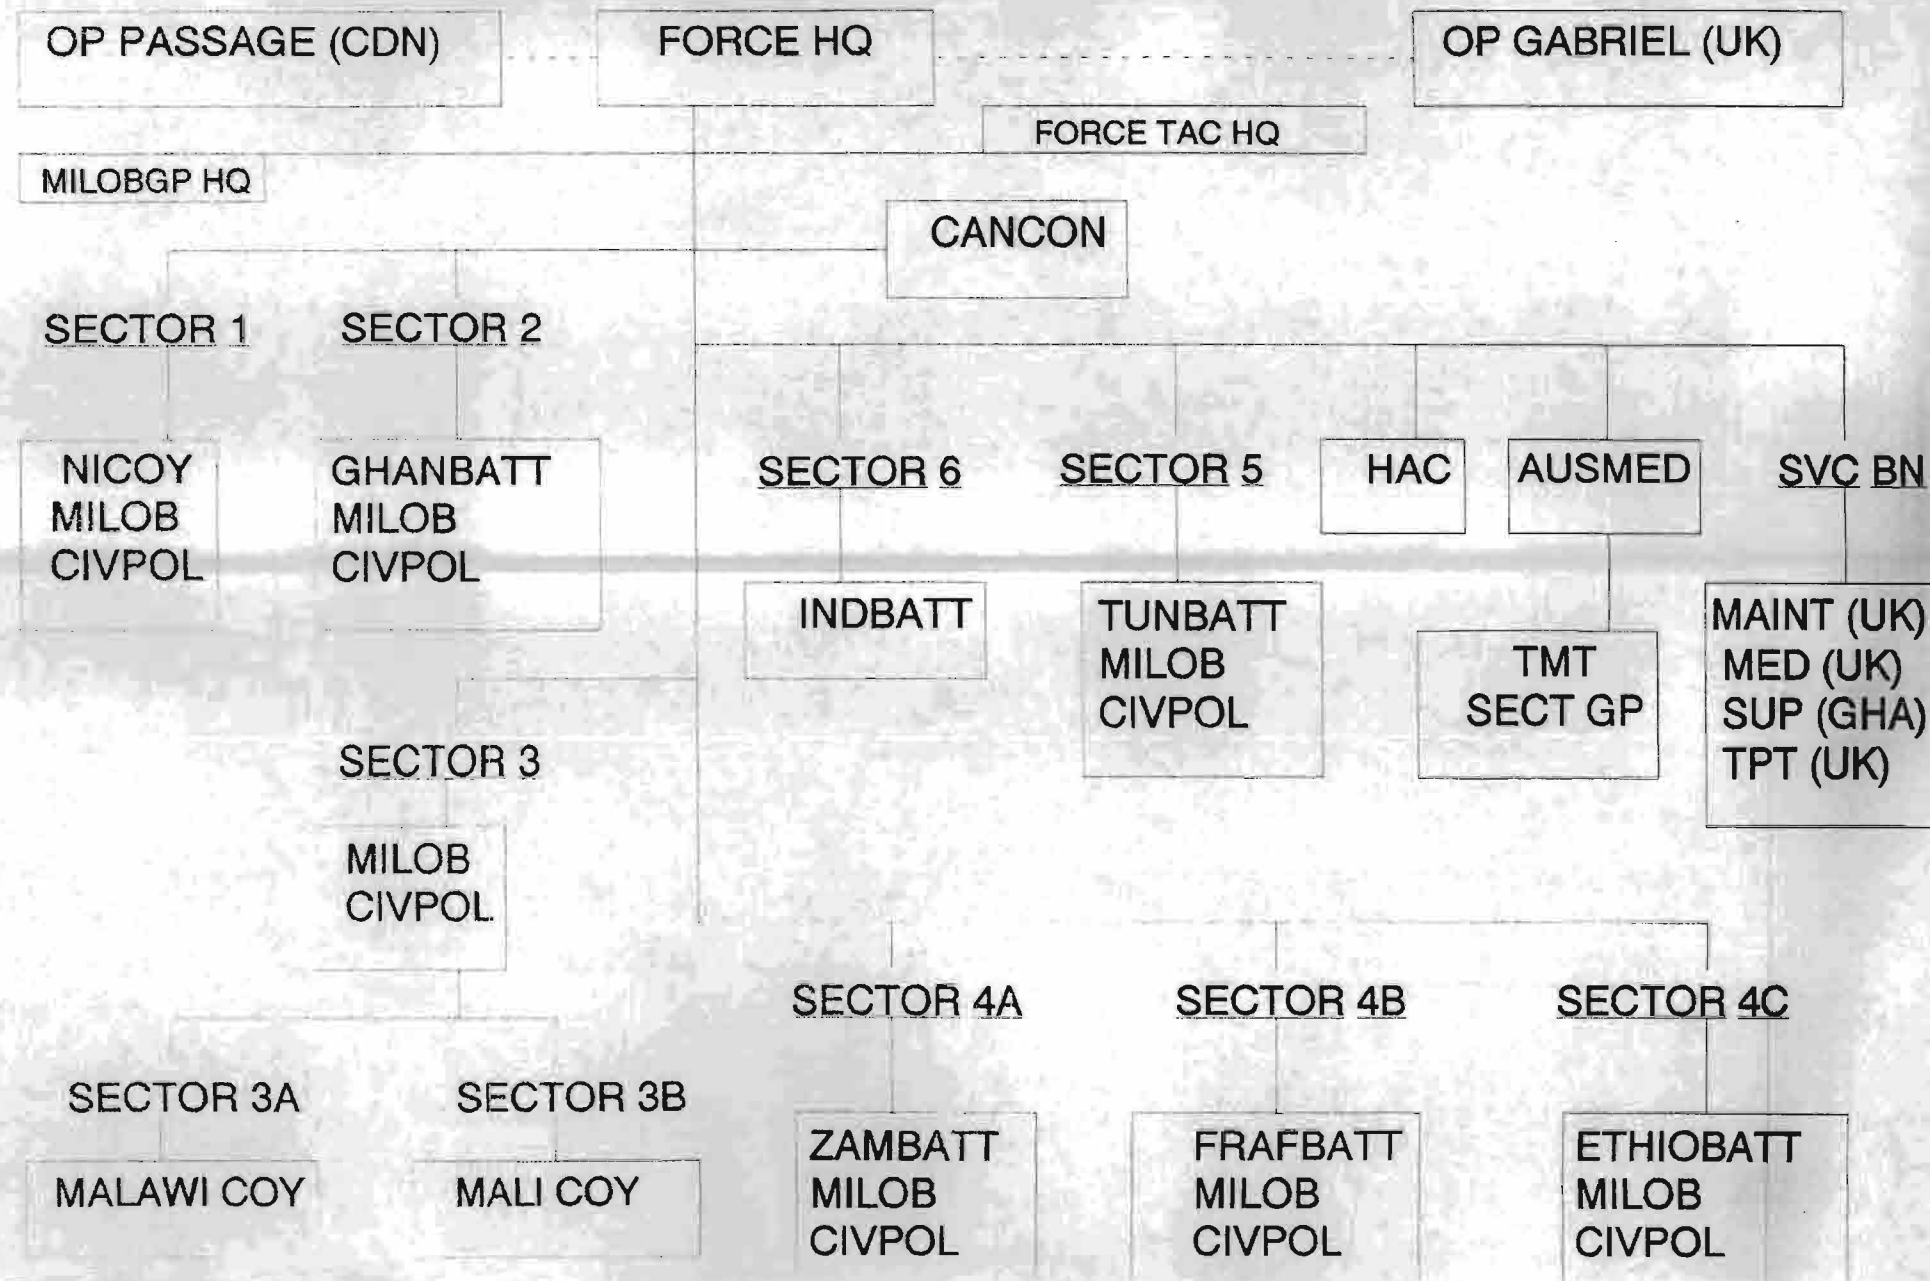 OP PASSAGE (CDN)
FORCE HQ
OP GABRIEL (UK)
FORCE TAC HQ
MILOBGP HQ
CANCON
SECTOR 1
SECTOR 2
NICOY
MILOB
CIVPOL
GHANBATT
MILOB
CIVPOL
SECTOR 6
SECTOR 5
HAC
AUSMED
SVC BN
INDBATT
TUNBATT
MILOB
CIVPOL
TMT
SECT GP
MAINT (UK)
MED (UK)
SUP (GHA)
TPT (UK)
SECTOR 3
MILOB
CIVPOL
SECTOR 4A
SECTOR 4B
SECTOR 4C
SECTOR 3A
SECTOR 3B
MALAWI COY
MALI COY
ZAMBATT
MILOB
CIVPOL
FRAFBATT
MILOB
CIVPOL
ETHIOBATT
MILOB
CIVPOL